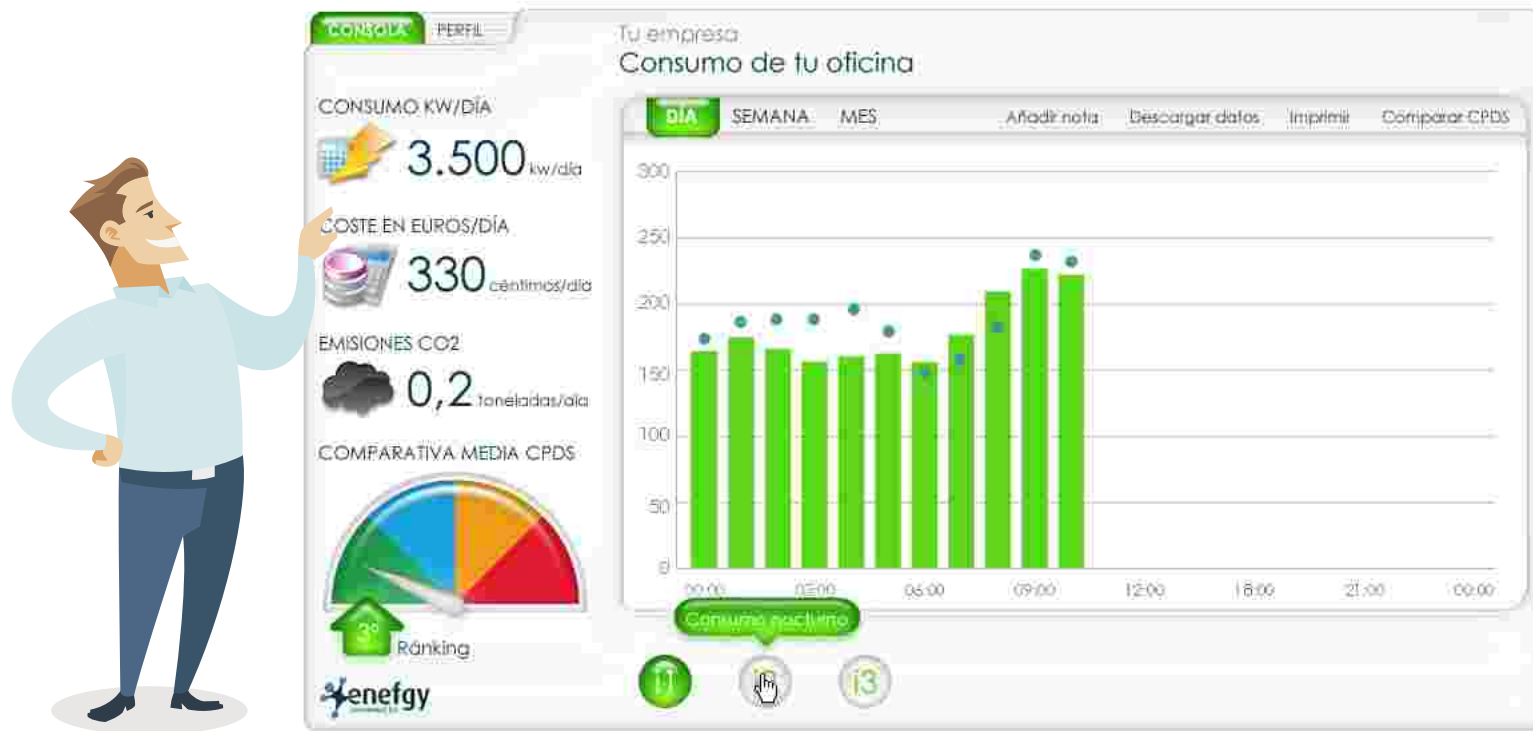 CONSOLA PERFIL
Tu empresa
Consumo de tu oficina
CONSUMO KW/DÍA
3.500 kw/día
COSTE EN EUROS/DÍA
330 céntimos/día
EMISIONES CO2
0,2 toneladas/día
COMPARATIVA MEDIA CPDS
3º
Ránking
enefgy
DÍA SEMANA MES Añadir nota Descargar datos Imprimir Comparar CPDS
300
250
200
150
100
50
0
00:00 03:00 06:00 09:00 12:00 18:00 21:00 00:00
Consumo nocturno
i1 i3